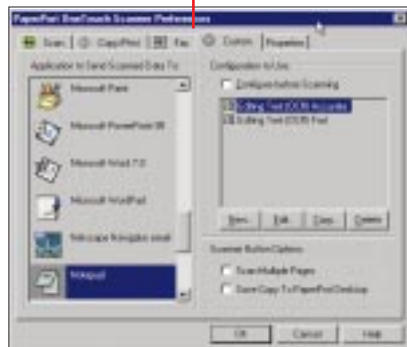 PaperPort OneTouch Scanner Preferences
Scan
Copy/Print
Fax
Custom
Properties
Application to Send Scanned Data To:
Microsoft Paint
Microsoft PowerPoint 98
Microsoft Word 7.0
Microsoft WordPad
Netscape Navigator email
Notepad
Configuration to Use:
Configure before Scanning
Editing Text (OCR) Accurate
Editing Text (OCR) Fast
New...
Edit...
Copy...
Delete
Scanner Button Options:
Scan Multiple Pages
Save Copy To PaperPort Desktop
OK
Cancel
Help